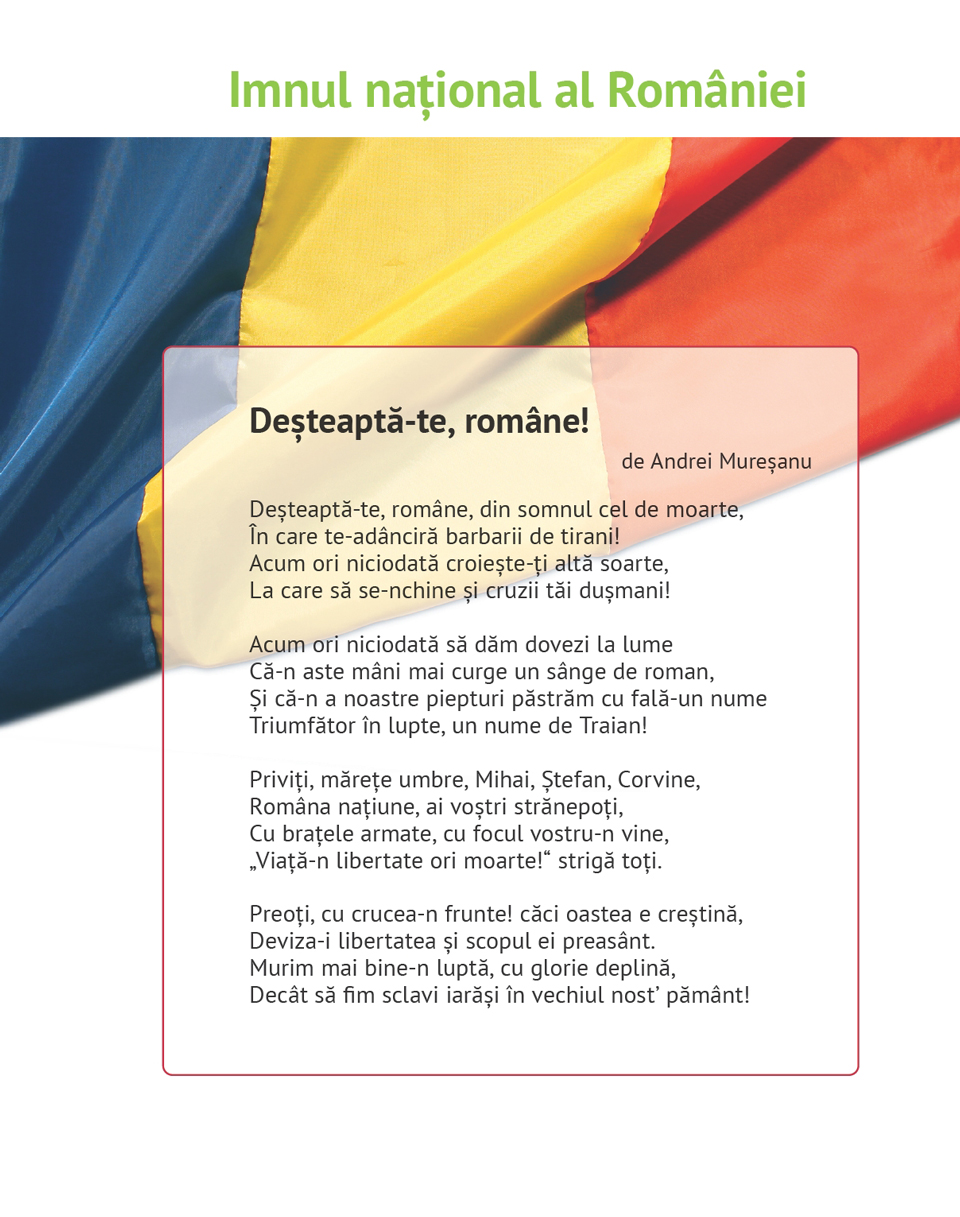 Imnul național al României
Deșteaptă-te, române!
de Andrei Mureșanu
Deșteaptă-te, române, din somnul cel de moarte,
În care te-adânciră barbarii de tirani!
Acum ori niciodată croiește-ți altă soarte,
La care să se-nchine și cruzii tăi dușmani!
Acum ori niciodată să dăm dovezi la lume
Că-n aste mâni mai curge un sânge de roman,
Și că-n a noastre piepturi păstrăm cu fală-un nume
Triumfător în lupte, un nume de Traian!
Priviți, mărețe umbre, Mihai, Ștefan, Corvine,
Româna națiune, ai voștri strănepoți,
Cu brațele armate, cu focul vostru-n vine,
„Viață-n libertate ori moarte!“ strigă toți.
Preoți, cu crucea-n frunte! căci oastea e creștină,
Deviza-i libertatea și scopul ei preasânt.
Murim mai bine-n luptă, cu glorie deplină,
Decât să fim sclavi iarăși în vechiul nost’ pământ!